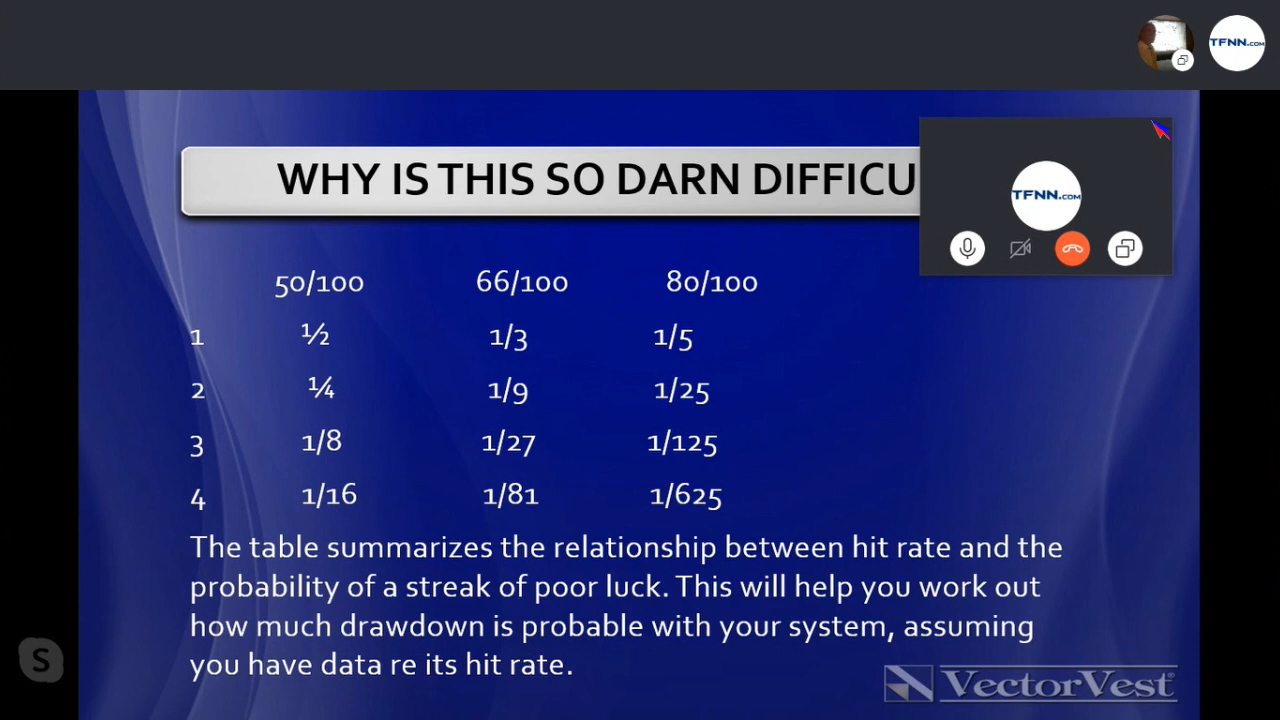 TFNN.COM
WHY IS THIS SO DARN DIFFICU
TFNN.COM
50/100 66/100 80/100
1 ½ 1/3 1/5
2 ¼ 1/9 1/25
3 1/8 1/27 1/125
4 1/16 1/81 1/625
The table summarizes the relationship between hit rate and the
probability of a streak of poor luck. This will help you work out
how much drawdown is probable with your system, assuming
you have data re its hit rate.
S
VectorVest